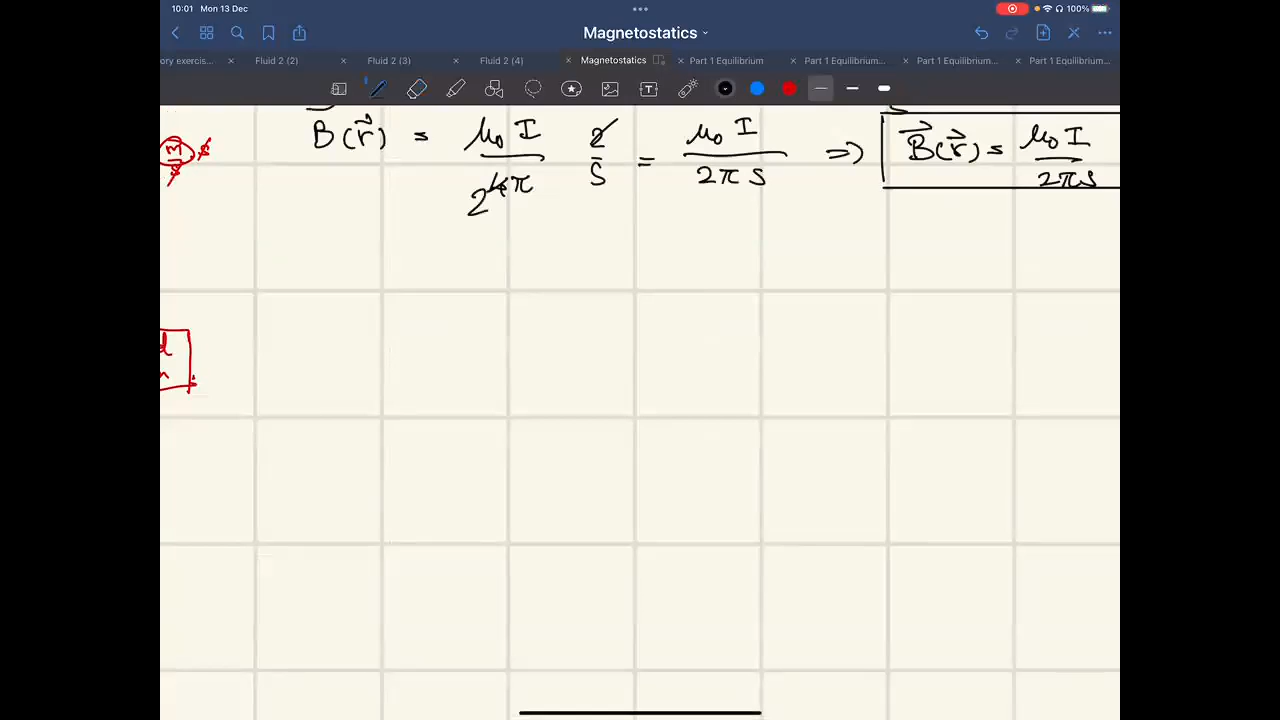 10:01 Mon 13 Dec
100%
Magnetostatics
ory exercis...
Fluid 2 (2)
Fluid 2 (3)
Fluid 2 (4)
Magnetostatics
Part 1 Equilibrium
Part 1 Equilibrium...
Part 1 Equilibrium...
Part 1 Equilibrium...
B(r⃗) = μ₀ I / 2 4π 2 / s = μ₀ I / 2π s ⇒ B⃗(r⃗) = μ₀ I / 2πs